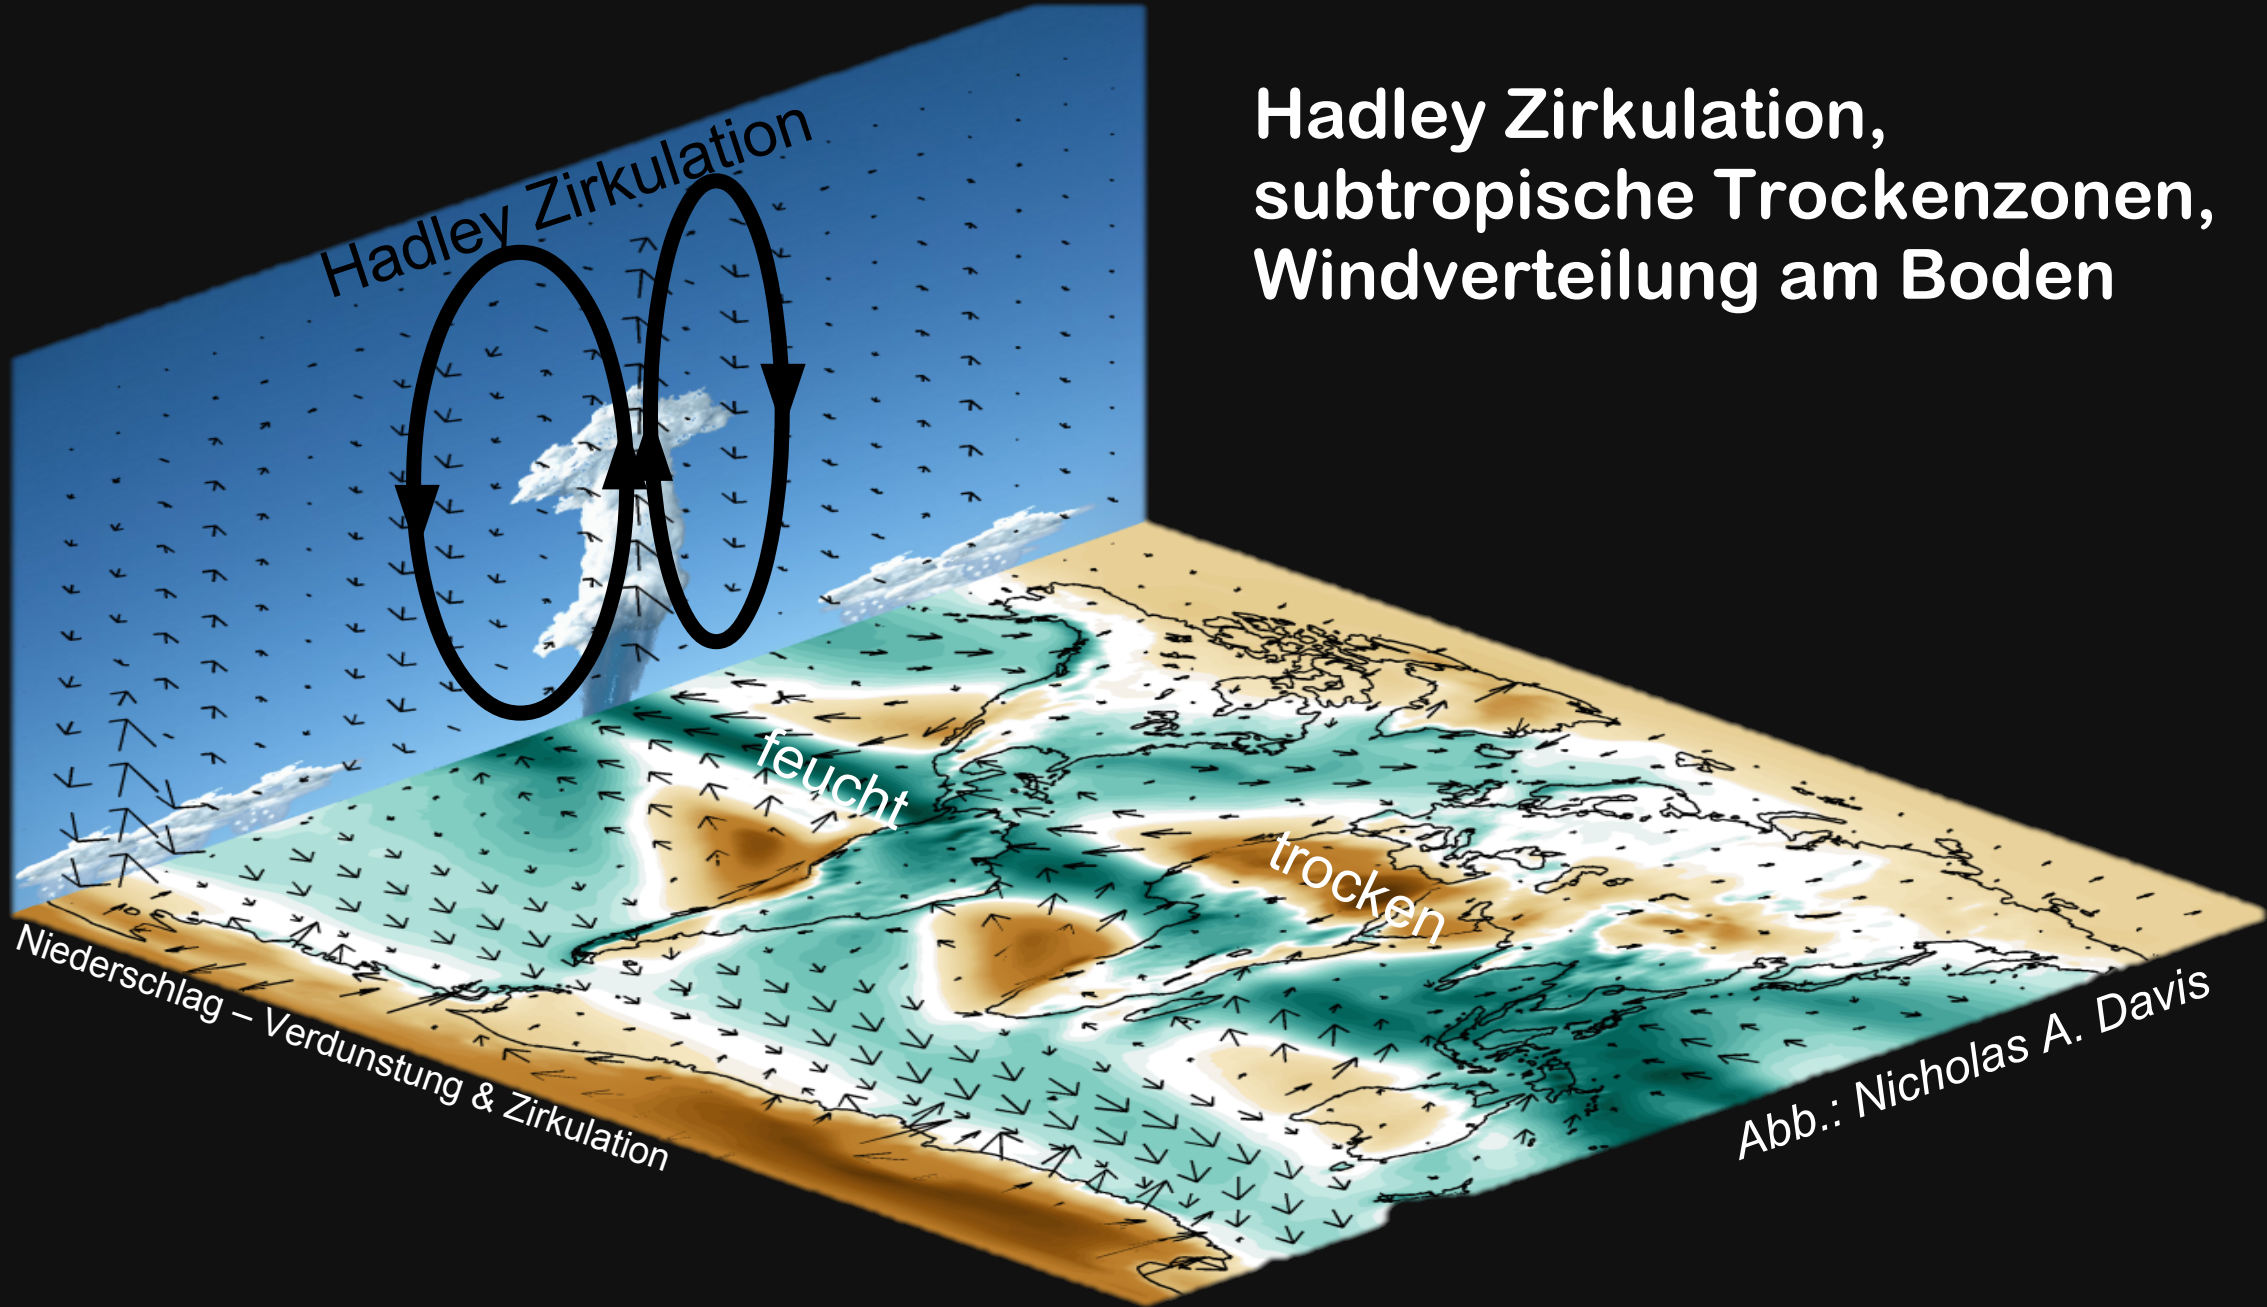 Hadley Zirkulation,
subtropische Trockenzonen,
Windverteilung am Boden
Hadley Zirkulation
feucht
trocken
Niederschlag – Verdunstung & Zirkulation
Abb.: Nicholas A. Davis